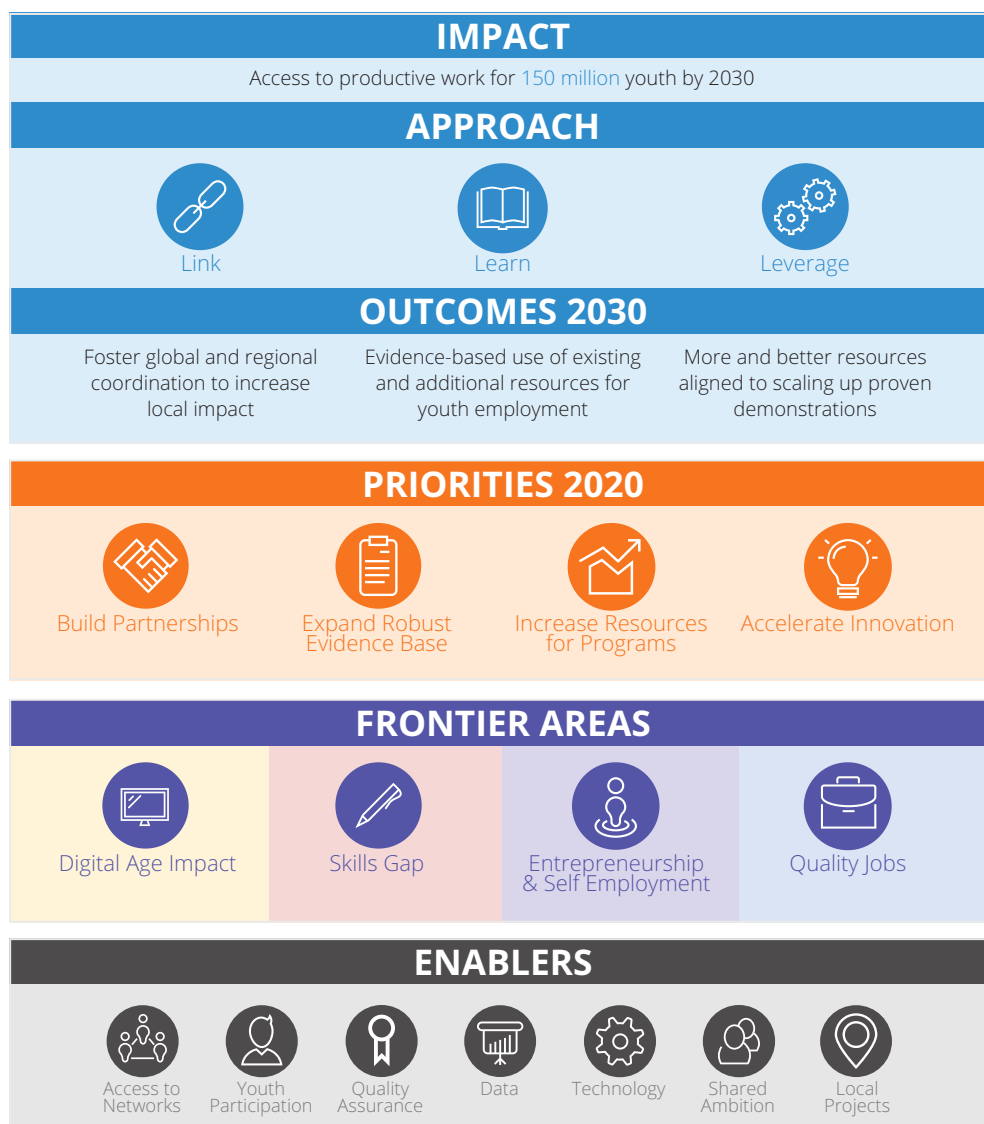 IMPACT
Access to productive work for 150 million youth by 2030
APPROACH
Link
Learn
Leverage
OUTCOMES 2030
Foster global and regional
coordination to increase
local impact
Evidence-based use of existing
and additional resources for
youth employment
More and better resources
aligned to scaling up proven
demonstrations
PRIORITIES 2020
Build Partnerships
Expand Robust
Evidence Base
Increase Resources
for Programs
Accelerate Innovation
FRONTIER AREAS
Digital Age Impact
Skills Gap
Entrepreneurship
& Self Employment
Quality Jobs
ENABLERS
Access to
Networks
Youth
Participation
Quality
Assurance
Data
Technology
Shared
Ambition
Local
Projects